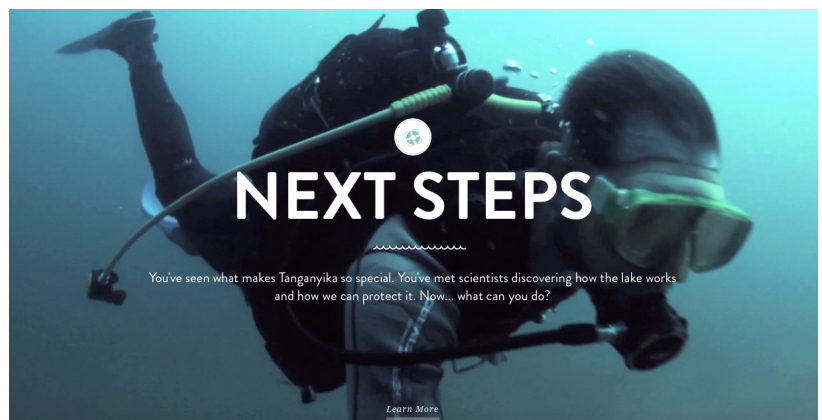 NEXT STEPS
You've seen what makes Tanganyika so special. You've met scientists discovering how the lake works
and how we can protect it. Now... what can you do?
Learn More